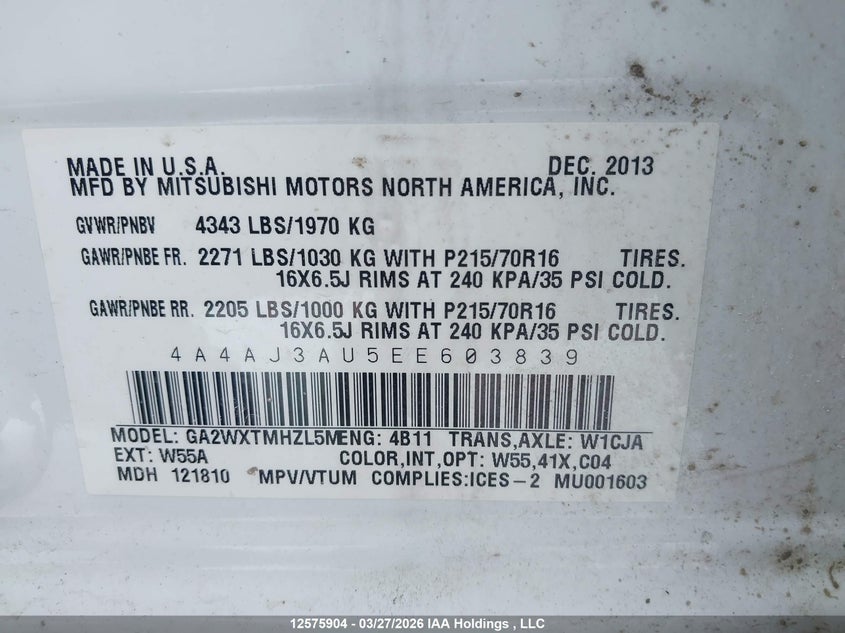 MADE IN U.S.A. DEC. 2013
MFD BY MITSUBISHI MOTORS NORTH AMERICA, INC.
GVWR/PNBV 4343 LBS/1970 KG
GAWR/PNBE FR. 2271 LBS/1030 KG WITH P215/70R16 TIRES.
16X6.5J RIMS AT 240 KPA/35 PSI COLD.
GAWR/PNBE RR. 2205 LBS/1000 KG WITH P215/70R16 TIRES.
16X6.5J RIMS AT 240 KPA/35 PSI COLD.
4A4AJ3AU5EE603839
MODEL: GA2WXTMHZL5M ENG: 4B11 TRANS,AXLE: W1CJA
EXT: W55A COLOR,INT,OPT: W55,41X,C04
MDH 121810 MPV/VTUM COMPLIES:ICES-2 MU001603
12575904 - 03/27/2026 IAA Holdings , LLC